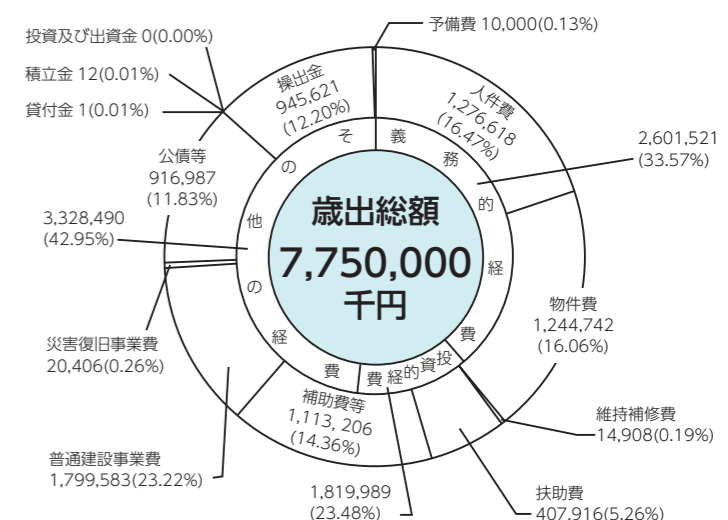 予備費 10,000(0.13%)
投資及び出資金 0(0.00%)
積立金 12(0.01%)
貸付金 1(0.01%)
操出金
945,621
(12.20%)
人件費
1,276,618
(16.47%)
2,601,521
(33.57%)
公債等
916,987
(11.83%)
3,328,490
(42.95%)
義務的経費
その他の経費
投資的経費
歳出総額
7,750,000
千円
物件費
1,244,742
(16.06%)
災害復旧事業費
20,406(0.26%)
維持補修費
14,908(0.19%)
補助費等
1,113, 206
(14.36%)
普通建設事業費
1,799,583(23.22%)
1,819,989
(23.48%)
扶助費
407,916(5.26%)